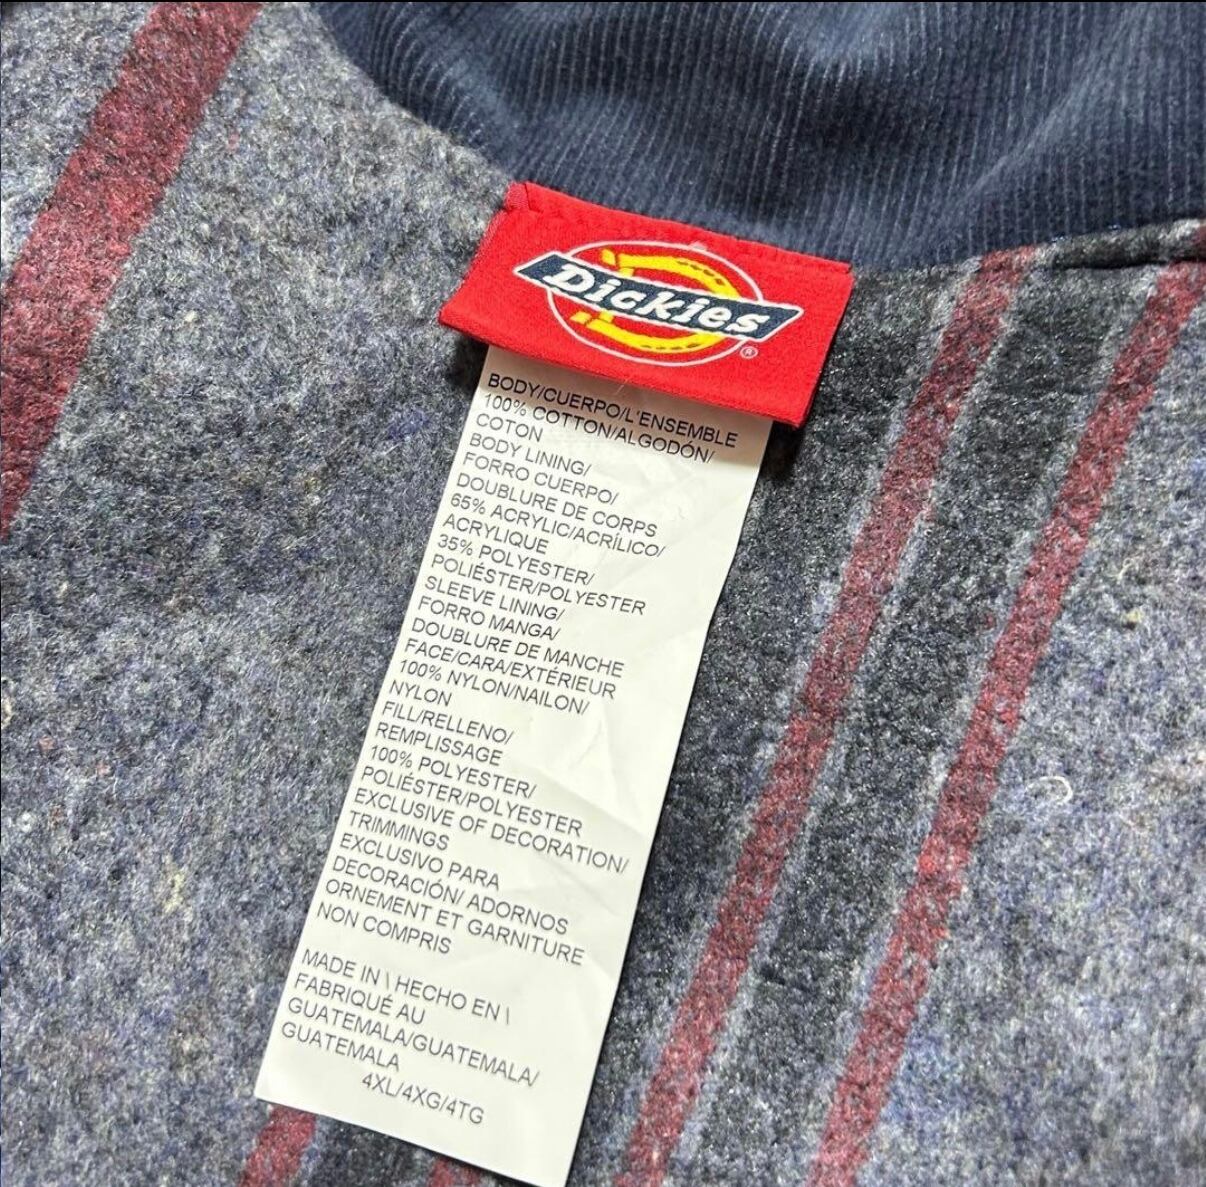 Dickies
®
BODY/CUERPO/L'ENSEMBLE
100% COTTON/ALGODÓN/
COTON
BODY LINING/
FORRO CUERPO/
DOUBLURE DE CORPS
65% ACRYLIC/ACRÍLICO/
ACRYLIQUE
35% POLYESTER/
POLIÉSTER/POLYESTER
SLEEVE LINING/
FORRO MANGA/
DOUBLURE DE MANCHE
FACE/CARA/EXTÉRIEUR
100% NYLON/NAILON/
NYLON
FILL/RELLENO/
REMPLISSAGE
100% POLYESTER/
POLIÉSTER/POLYESTER
EXCLUSIVE OF DECORATION/
TRIMMINGS
EXCLUSIVO PARA
DECORACIÓN/ ADORNOS
ORNEMENT ET GARNITURE
NON COMPRIS
MADE IN \ HECHO EN \
FABRIQUÉ AU
GUATEMALA/GUATEMALA/
GUATEMALA
4XL/4XG/4TG